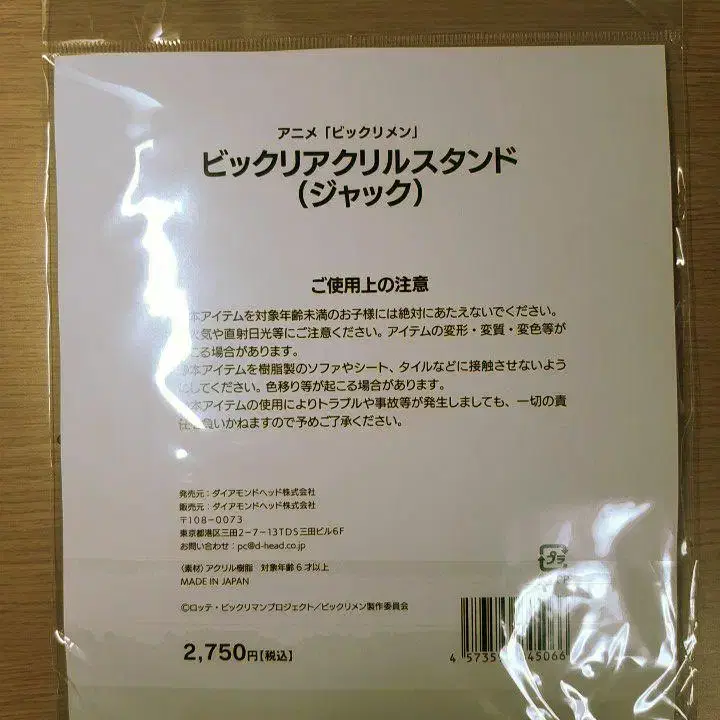 アニメ「ビックリメン」
ビックリアクリルスタンド
(ジャック)
ご使用上の注意
本アイテムを対象年齢未満のお子様には絶対にあたえないでください。
火気や直射日光等にご注意ください。アイテムの変形・変質・変色等が
こる場合があります。
本アイテムを樹脂製のソファやシート、タイルなどに接触させないよう
にしてください。色移り等が起こる場合があります。
本アイテムの使用によりトラブルや事故等が発生しましても、一切の責
任は負いかねますので予めご了承ください。
発売元:ダイアモンドヘッド株式会社
販売元:ダイアモンドヘッド株式会社
〒108-0073
東京都港区三田2-7-13TDS三田ビル6F
お問い合わせ:pc@d-head.co.jp
〈素材〉アクリル樹脂 対象年齢6才以上
MADE IN JAPAN
©ロッテ・ビックリマンプロジェクト/ビックリメン製作委員会
プラ
2,750円【税込】
4 5735 45066